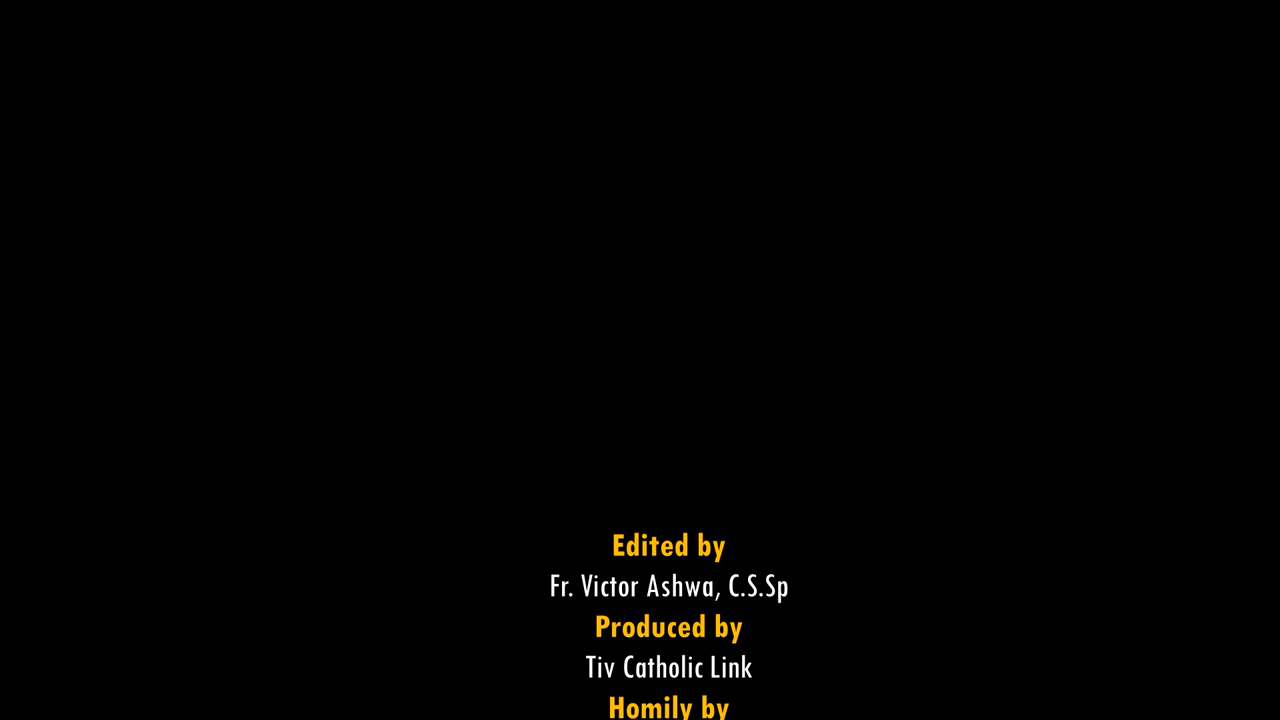 Edited by
Fr. Victor Ashwa, C.S.Sp
Produced by
Tiv Catholic Link
Homily by